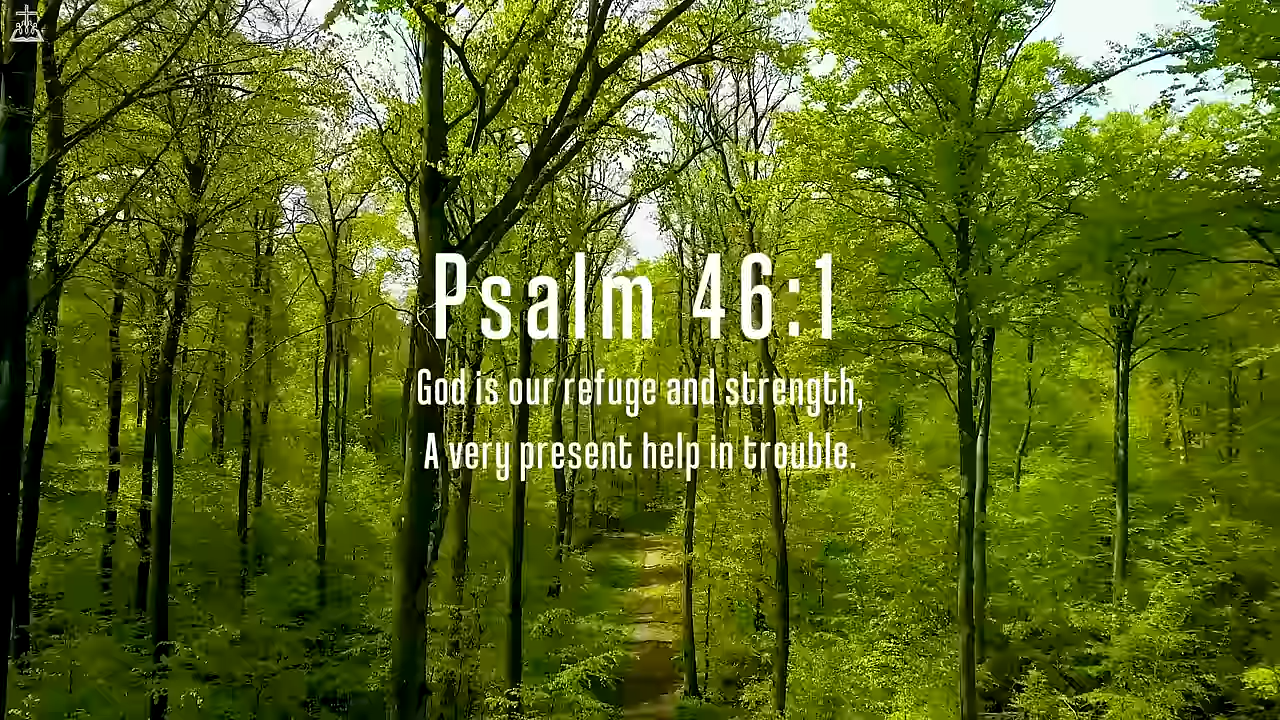 Psalm 46:1
God is our refuge and strength,
A very present help in trouble.